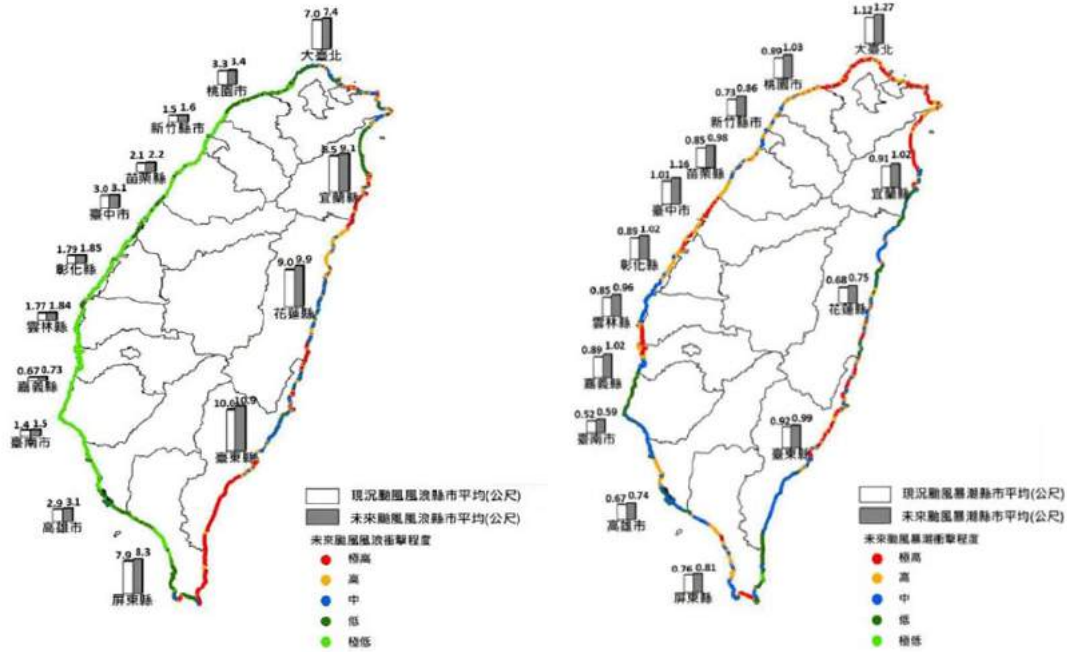 7.0 7.4
大臺北
3.3 3.4
桃園市
1.5 1.6
新竹縣市
2.1 2.2
苗栗縣
3.0 3.1
臺中市
8.5 9.1
宜蘭縣
1.79 1.85
彰化縣
9.0 9.9
花蓮縣
1.77 1.84
雲林縣
0.67 0.73
嘉義縣
10.6 10.9
臺東縣
1.4 1.5
臺南市
2.9 3.1
高雄市
7.9 8.3
屏東縣
現況颱風風浪縣市平均(公尺)
未來颱風風浪縣市平均(公尺)
未來颱風風浪衝擊程度
極高
高
中
低
極低
1.12 1.27
大臺北
0.89 1.03
桃園市
0.73 0.86
新竹縣市
0.85 0.98
苗栗縣
1.01 1.16
臺中市
0.91 1.02
宜蘭縣
0.89 1.02
彰化縣
0.68 0.75
花蓮縣
0.85 0.96
雲林縣
0.89 1.02
嘉義縣
0.52 0.59
臺南市
0.92 0.99
臺東縣
0.67 0.74
高雄市
0.76 0.81
屏東縣
現況颱風暴潮縣市平均(公尺)
未來颱風暴潮縣市平均(公尺)
未來颱風暴潮衝擊程度
極高
高
中
低
極低